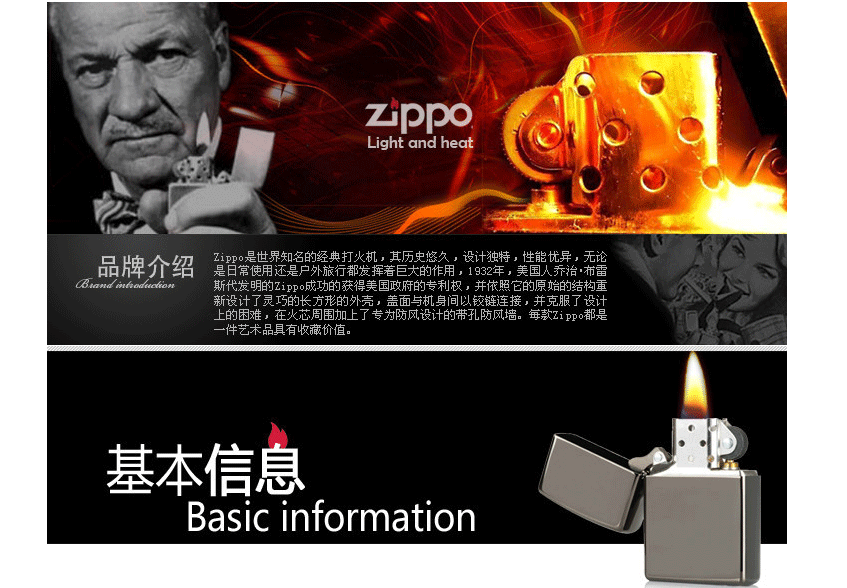 zippo
Light and heat
品牌介绍
Brand introduction
Zippo是世界知名的经典打火机，其历史悠久，设计独特，性能优异，无论
是日常使用还是户外旅行都发挥着巨大的作用，1932年，美国人乔治·布雷
斯代发明的Zippo成功的获得美国政府的专利权，并依照它的原始的结构重
新设计了灵巧的长方形的外壳，盖面与机身间以铰链连接，并克服了设计
上的困难，在火芯周围加上了专为防风设计的带孔防风墙。每款Zippo都是
一件艺术品具有收藏价值。
基本信息
Basic information